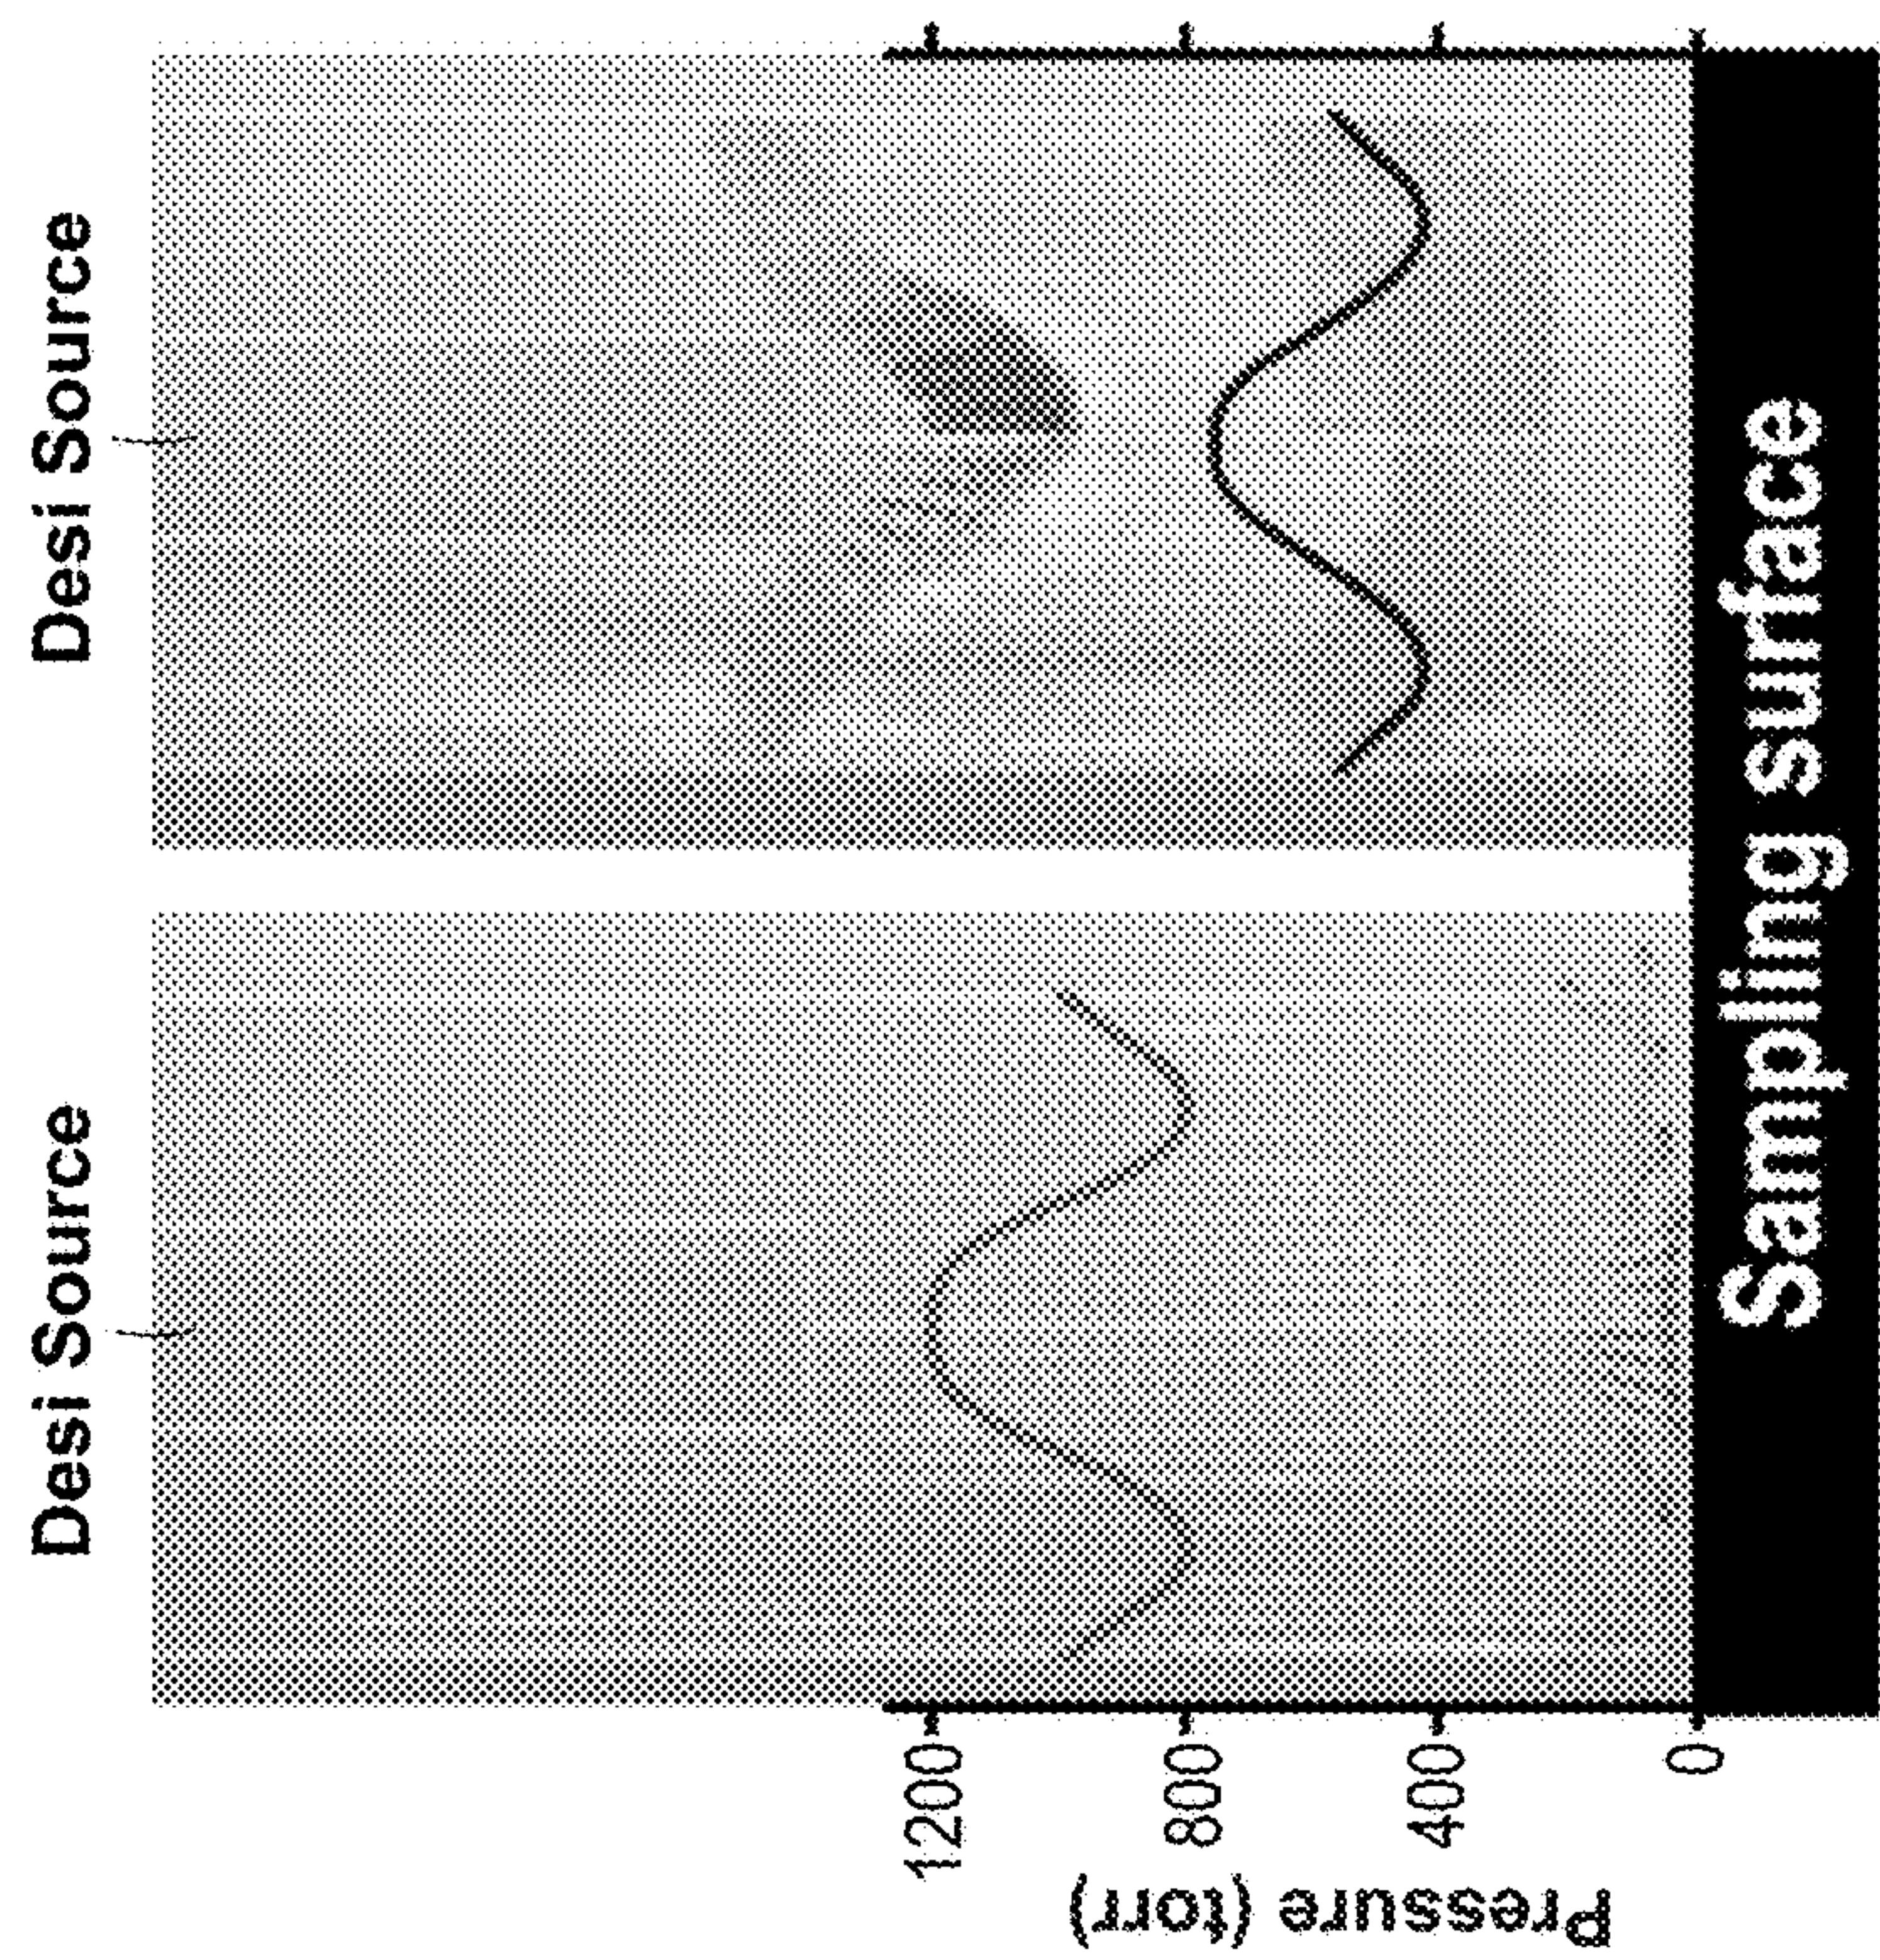 Desi Source
Desi Source
1200
800
400
0
Pressure (torr)
Sampling surface